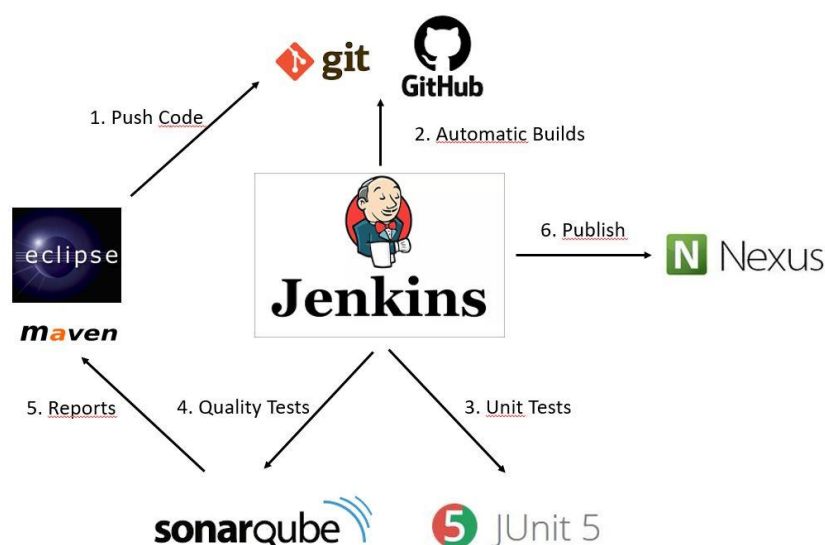 git
GitHub
1. Push Code
2. Automatic Builds
eclipse
maven
Jenkins
6. Publish
N Nexus
5. Reports
4. Quality Tests
3. Unit Tests
sonarqube
5 JUnit 5